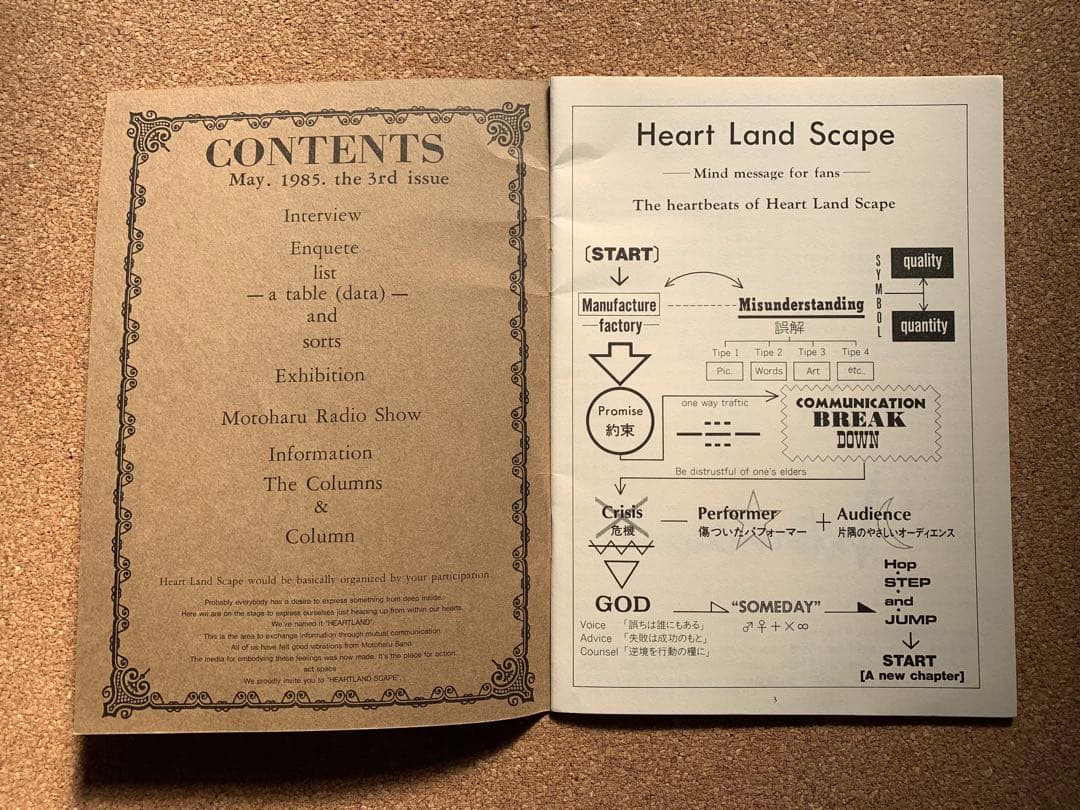 CONTENTS
May. 1985. the 3rd issue
Interview
Enquete
list
— a table (data) —
and
sorts
Exhibition
Motoharu Radio Show
Information
The Columns
&
Column
Heart Land Scape would be basically organized by your participation.
Probably everybody has a desire to express something from deep inside.
Here we are on the stage to express ourselves just heaping up from within our hearts.
We've named it "HEARTLAND".
This is the area to exchange information through mutual communication.
All of us have felt good vibrations from Motoharu Sano.
The media for embodying these feelings was now made. It's the place for action.
act space
We proudly invite you to "HEARTLAND SCAPE".
Heart Land Scape
— Mind message for fans —
The heartbeats of Heart Land Scape
〔START〕
Manufacture
factory
Misunderstanding
誤解
SYMBOL
quality
quantity
Tipe 1 Tipe 2 Tipe 3 Tipe 4
Pic. Words Art etc..
Promise
約束
one way traftic
COMMUNICATION
BREAK
DOWN
Be distrustful of one's elders
Crisis
危機
Performer
傷ついたパフォーマー
+
Audience
片隅のやさしいオーディエンス
GOD
"SOMEDAY"
♂♀+×∞
Voice 「誤ちは誰にもある」
Advice 「失敗は成功のもと」
Counsel「逆境を行動の糧に」
Hop
STEP
and
JUMP
START
[A new chapter]
3